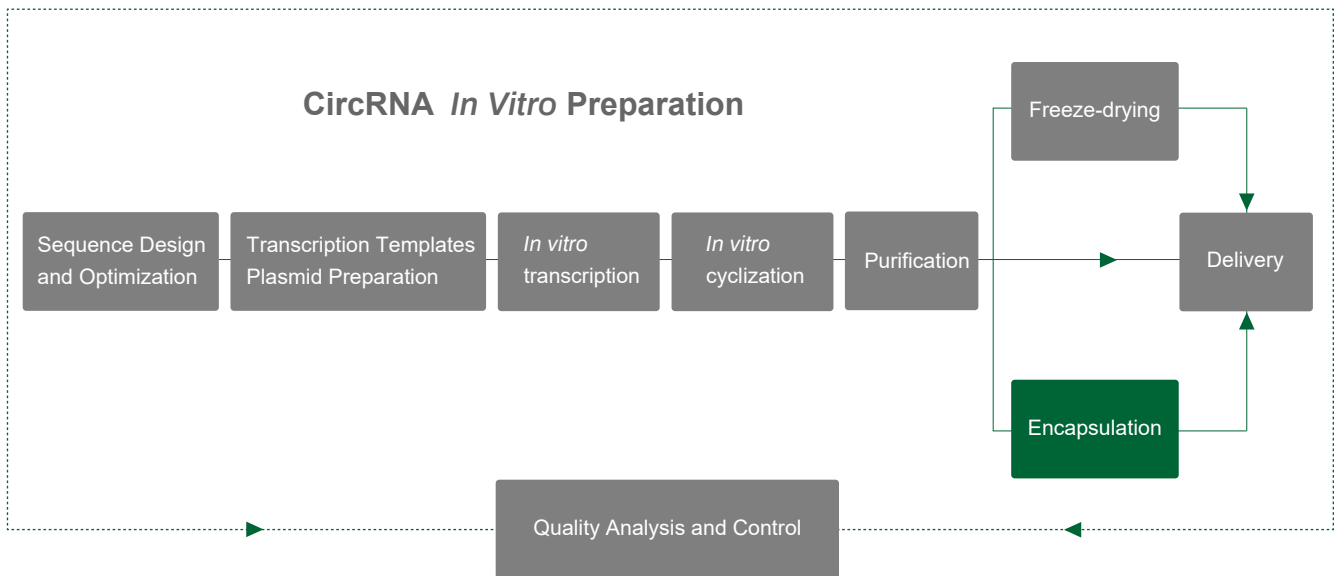 CircRNA In Vitro Preparation
Freeze-drying
Sequence Design
and Optimization
Transcription Templates
Plasmid Preparation
In vitro
transcription
In vitro
cyclization
Purification
Delivery
Encapsulation
Quality Analysis and Control